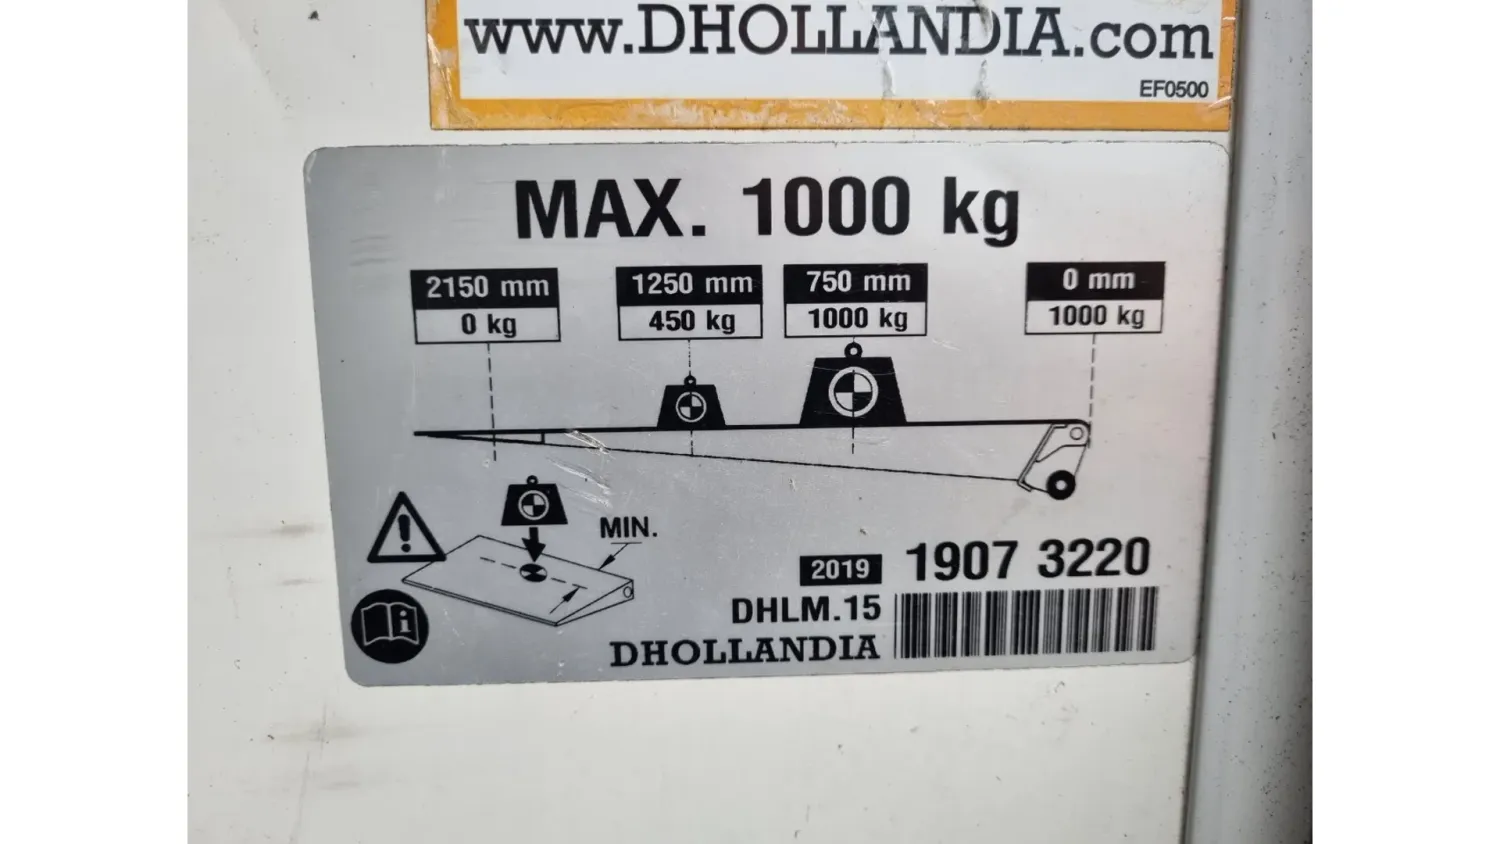 www.DHOLLANDIA.com
EF0500
MAX. 1000 kg
2150 mm 1250 mm 750 mm 0 mm
0 kg 450 kg 1000 kg 1000 kg
MIN.
2019 1907 3220
DHLM.15
DHOLLANDIA